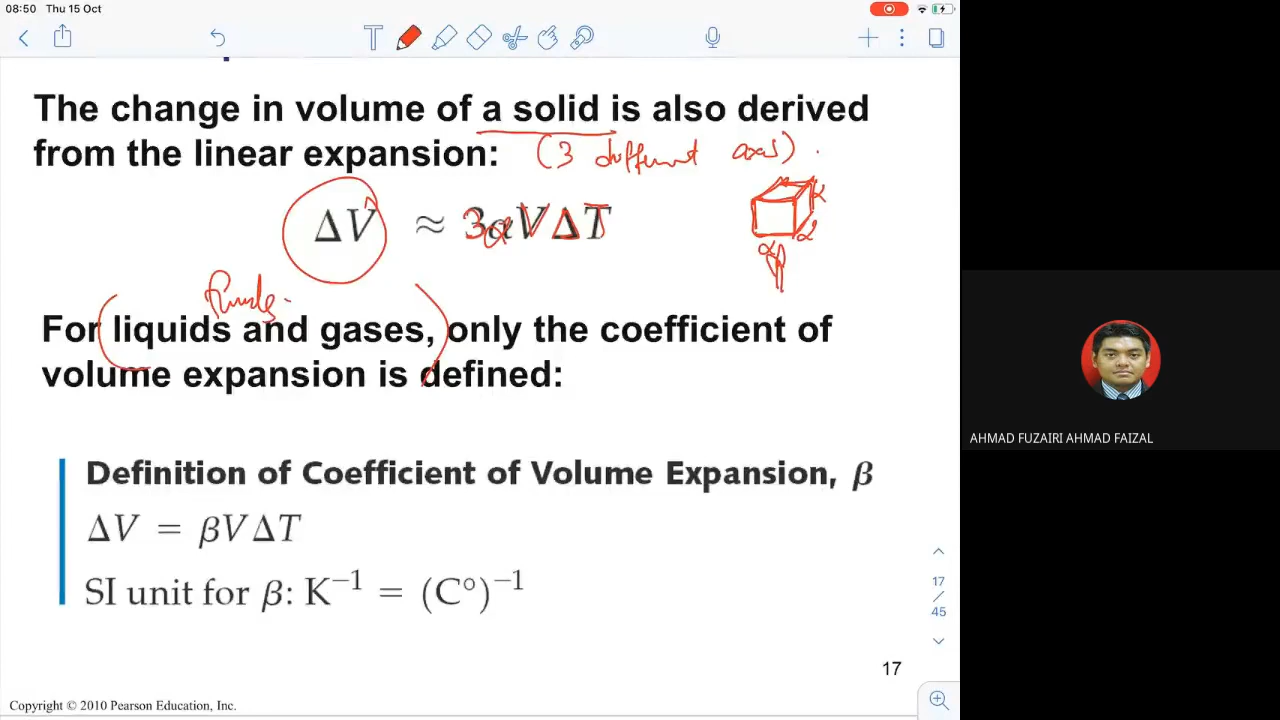 08:50 Thu 15 Oct
The change in volume of a solid is also derived
from the linear expansion: (3 different axis).
ΔV ≈ 3αVΔT
α
α
fluids.
For liquids and gases, only the coefficient of
volume expansion is defined:
Definition of Coefficient of Volume Expansion, β
ΔV = βVΔT
SI unit for β: K⁻¹ = (C°)⁻¹
17
/
45
17
Copyright © 2010 Pearson Education, Inc.
AHMAD FUZAIRI AHMAD FAIZAL